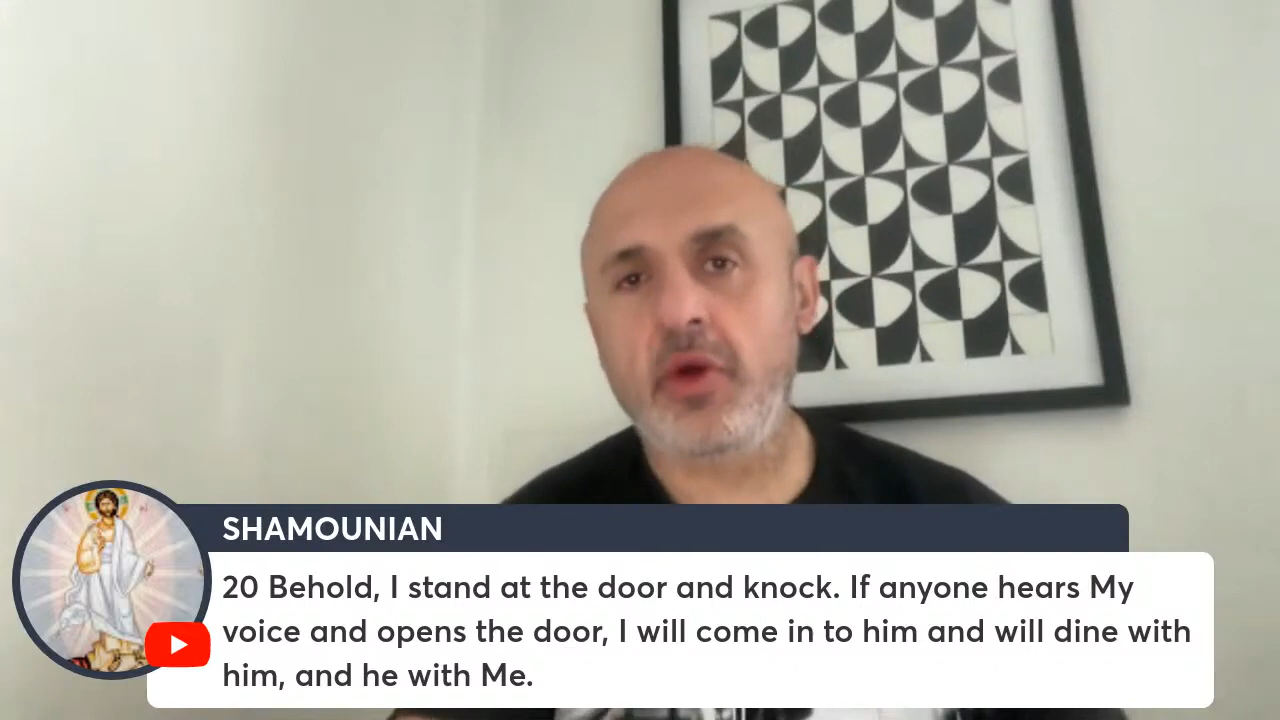 SHAMOUNIAN
20 Behold, I stand at the door and knock. If anyone hears My
voice and opens the door, I will come in to him and will dine with
him, and he with Me.